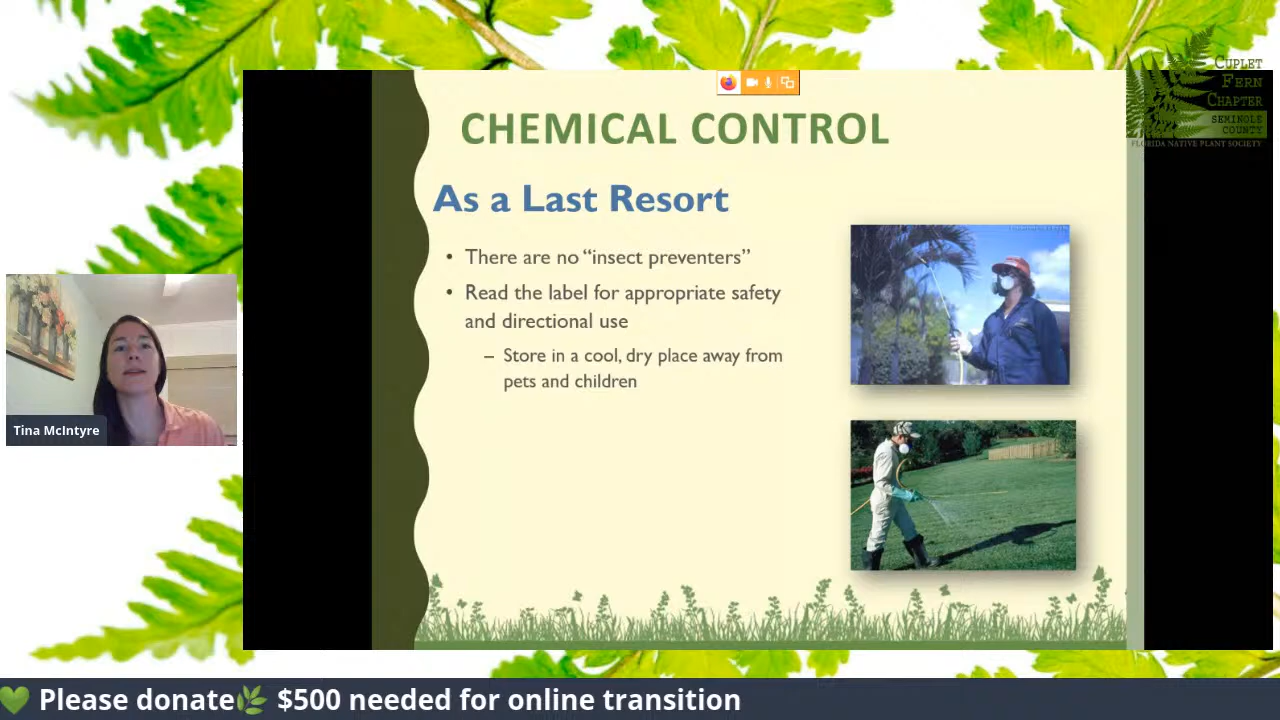 CUPLET
FERN
CHAPTER
SEMINOLE
COUNTY
FLORIDA NATIVE PLANT SOCIETY
CHEMICAL CONTROL
As a Last Resort
• There are no “insect preventers”
• Read the label for appropriate safety
and directional use
– Store in a cool, dry place away from
pets and children
Tina McIntyre
Please donate $500 needed for online transition